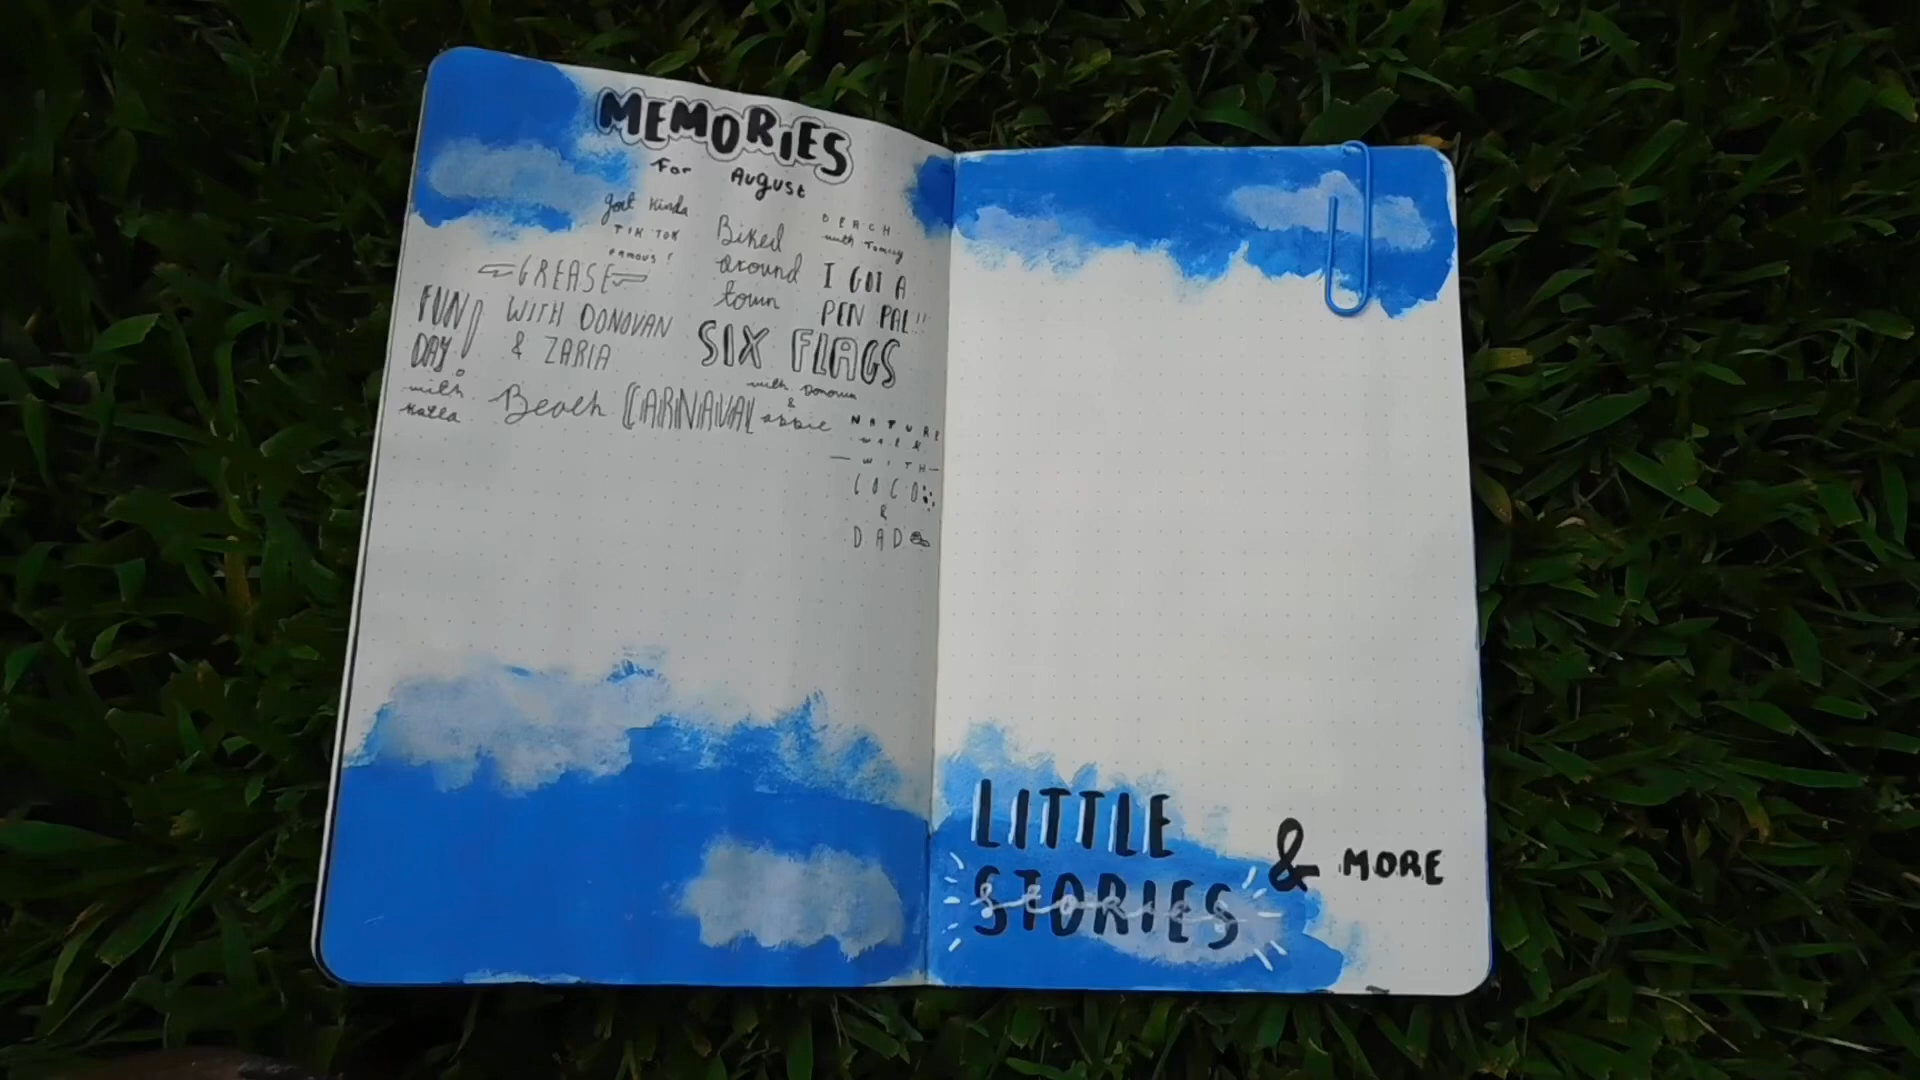 MEMORIES
For August
got kinda
TIK TOK
FAMOUS!
GREASE
WITH DONOVAN
& ZARIA
FUN
DAY!
with
Biked
around
town
BEACH
with Tommy
I GOT A
PEN PAL!!
SIX FLAGS
with Donovan
&
abbie
Beach CARNAVAL
NATURE
WALK
WITH
COCO
&
DAD
LITTLE
STORIES
stories
& MORE